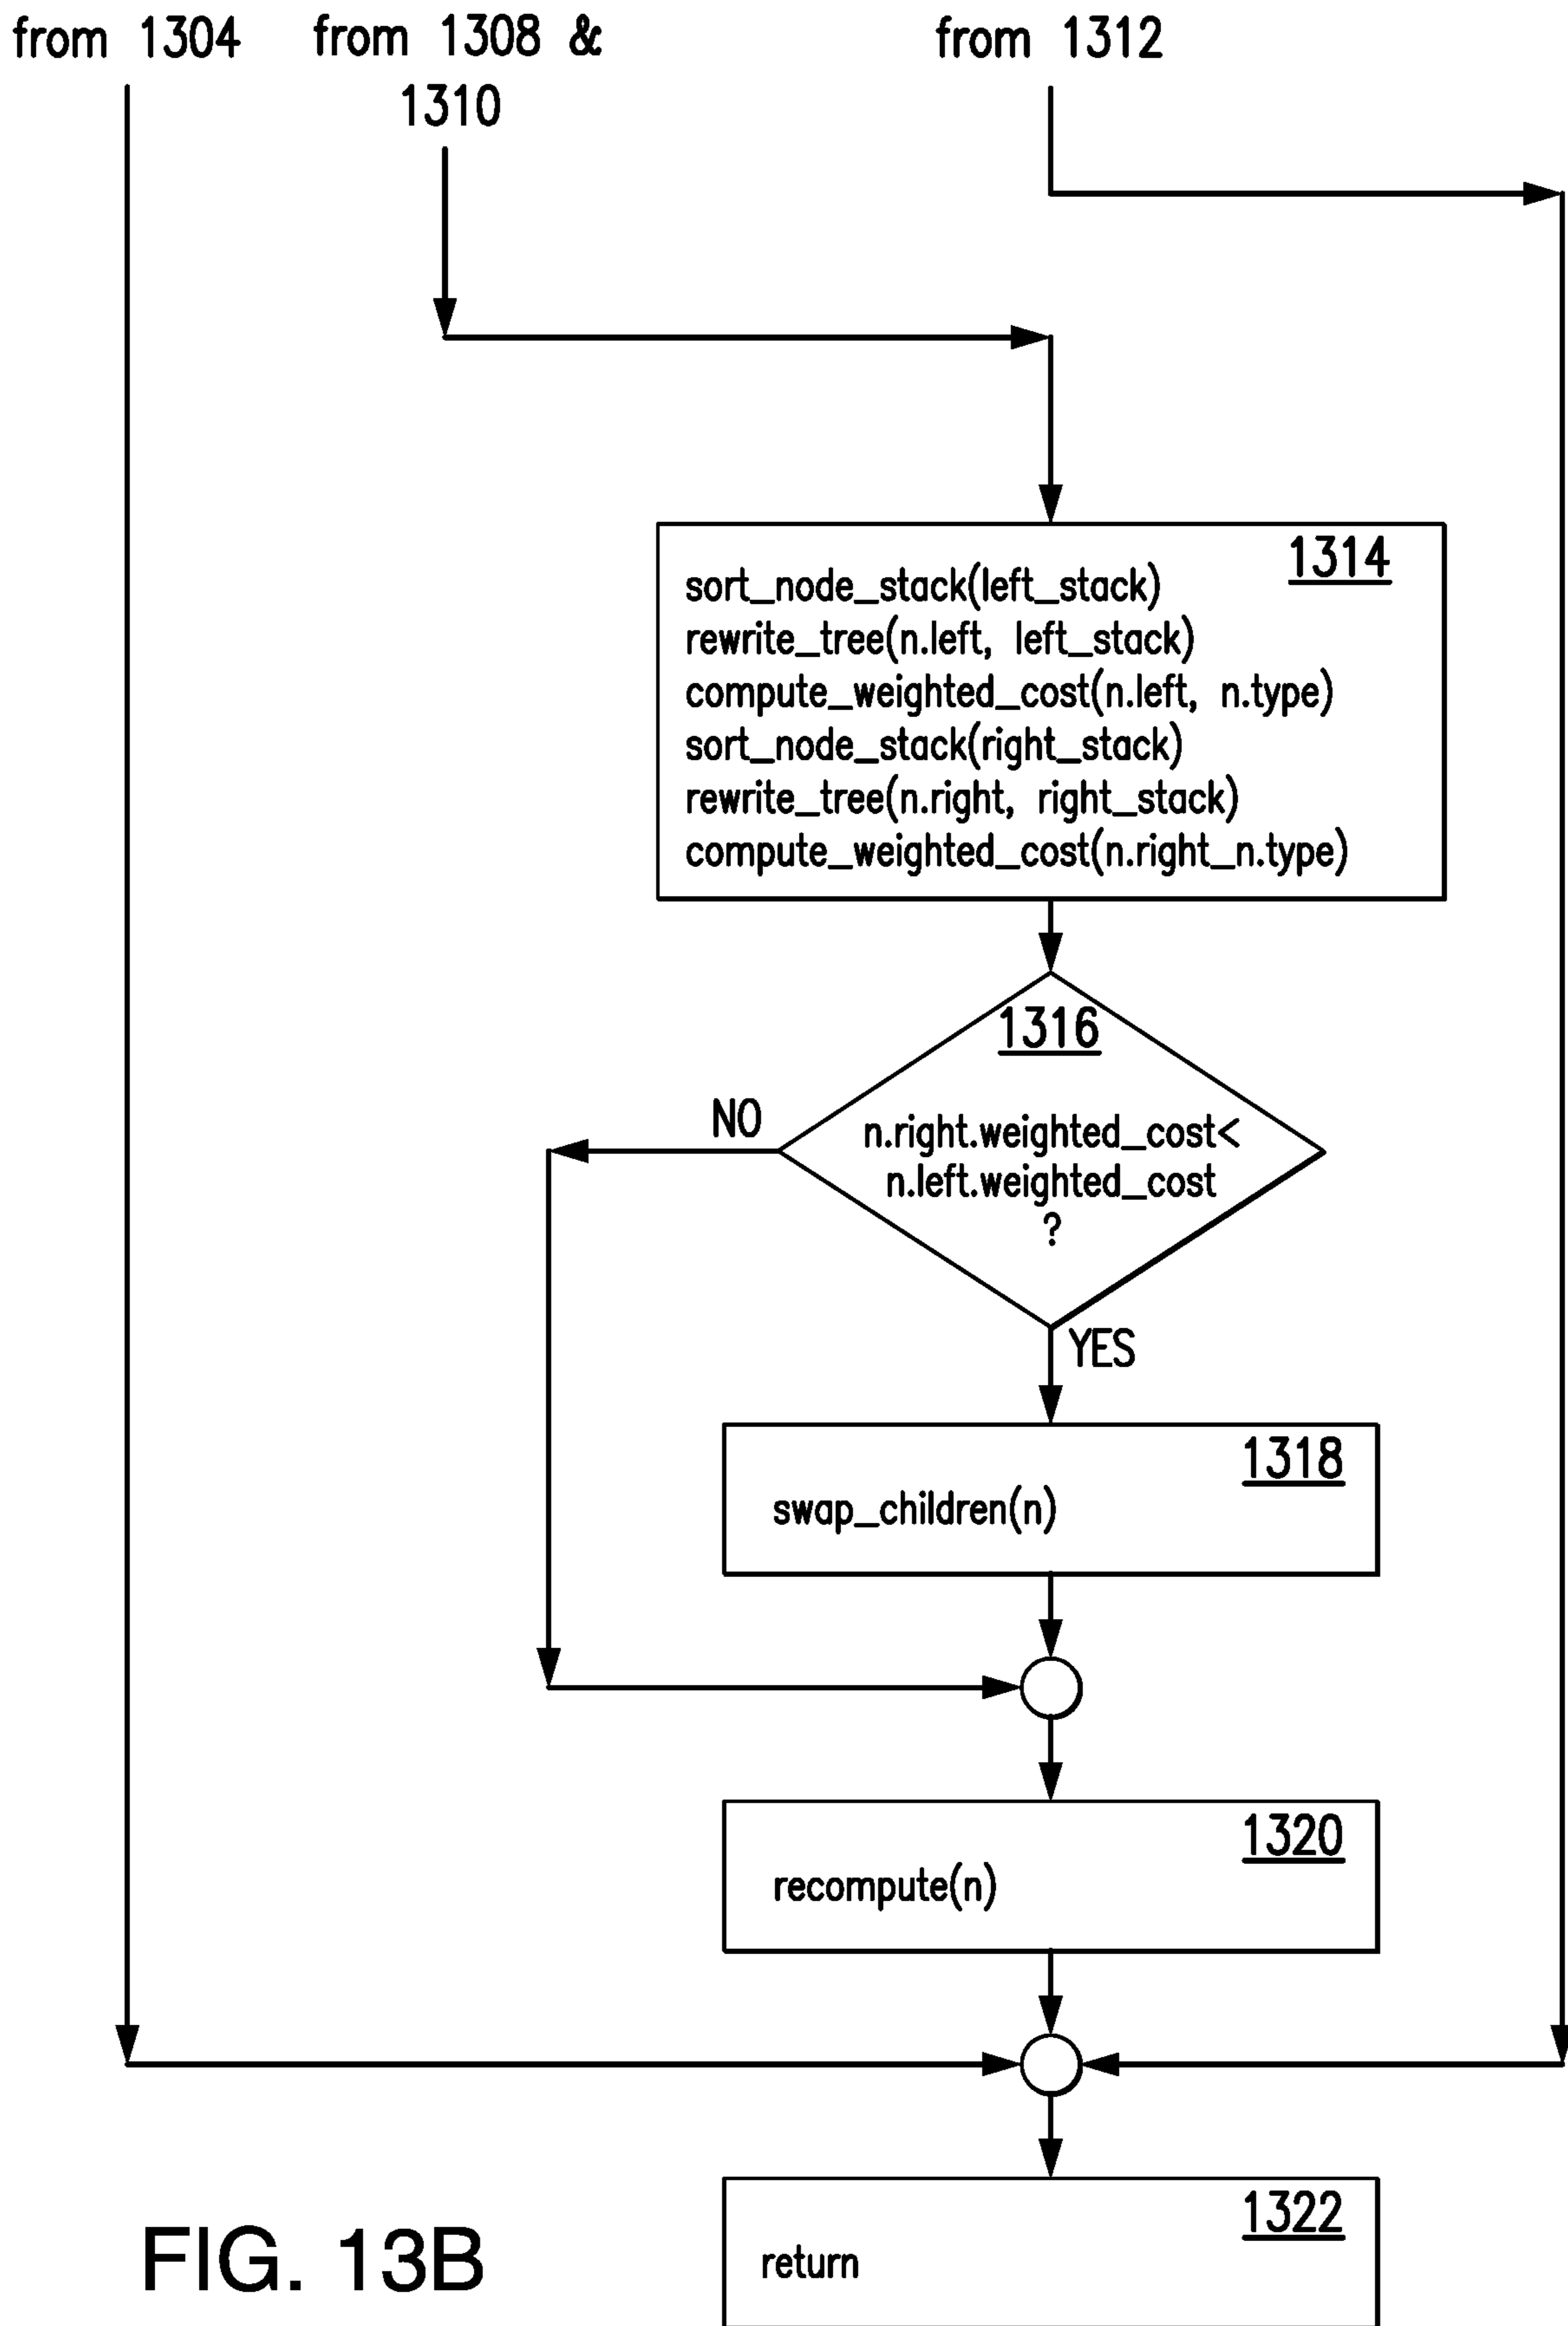 from 1304
from 1308 &
1310
from 1312
1314
sort_node_stack(left_stack)
rewrite_tree(n.left, left_stack)
compute_weighted_cost(n.left, n.type)
sort_node_stack(right_stack)
rewrite_tree(n.right, right_stack)
compute_weighted_cost(n.right_n.type)
1316
n.right.weighted_cost<
n.left.weighted_cost
?
NO
YES
1318
swap_children(n)
1320
recompute(n)
1322
return
FIG. 13B